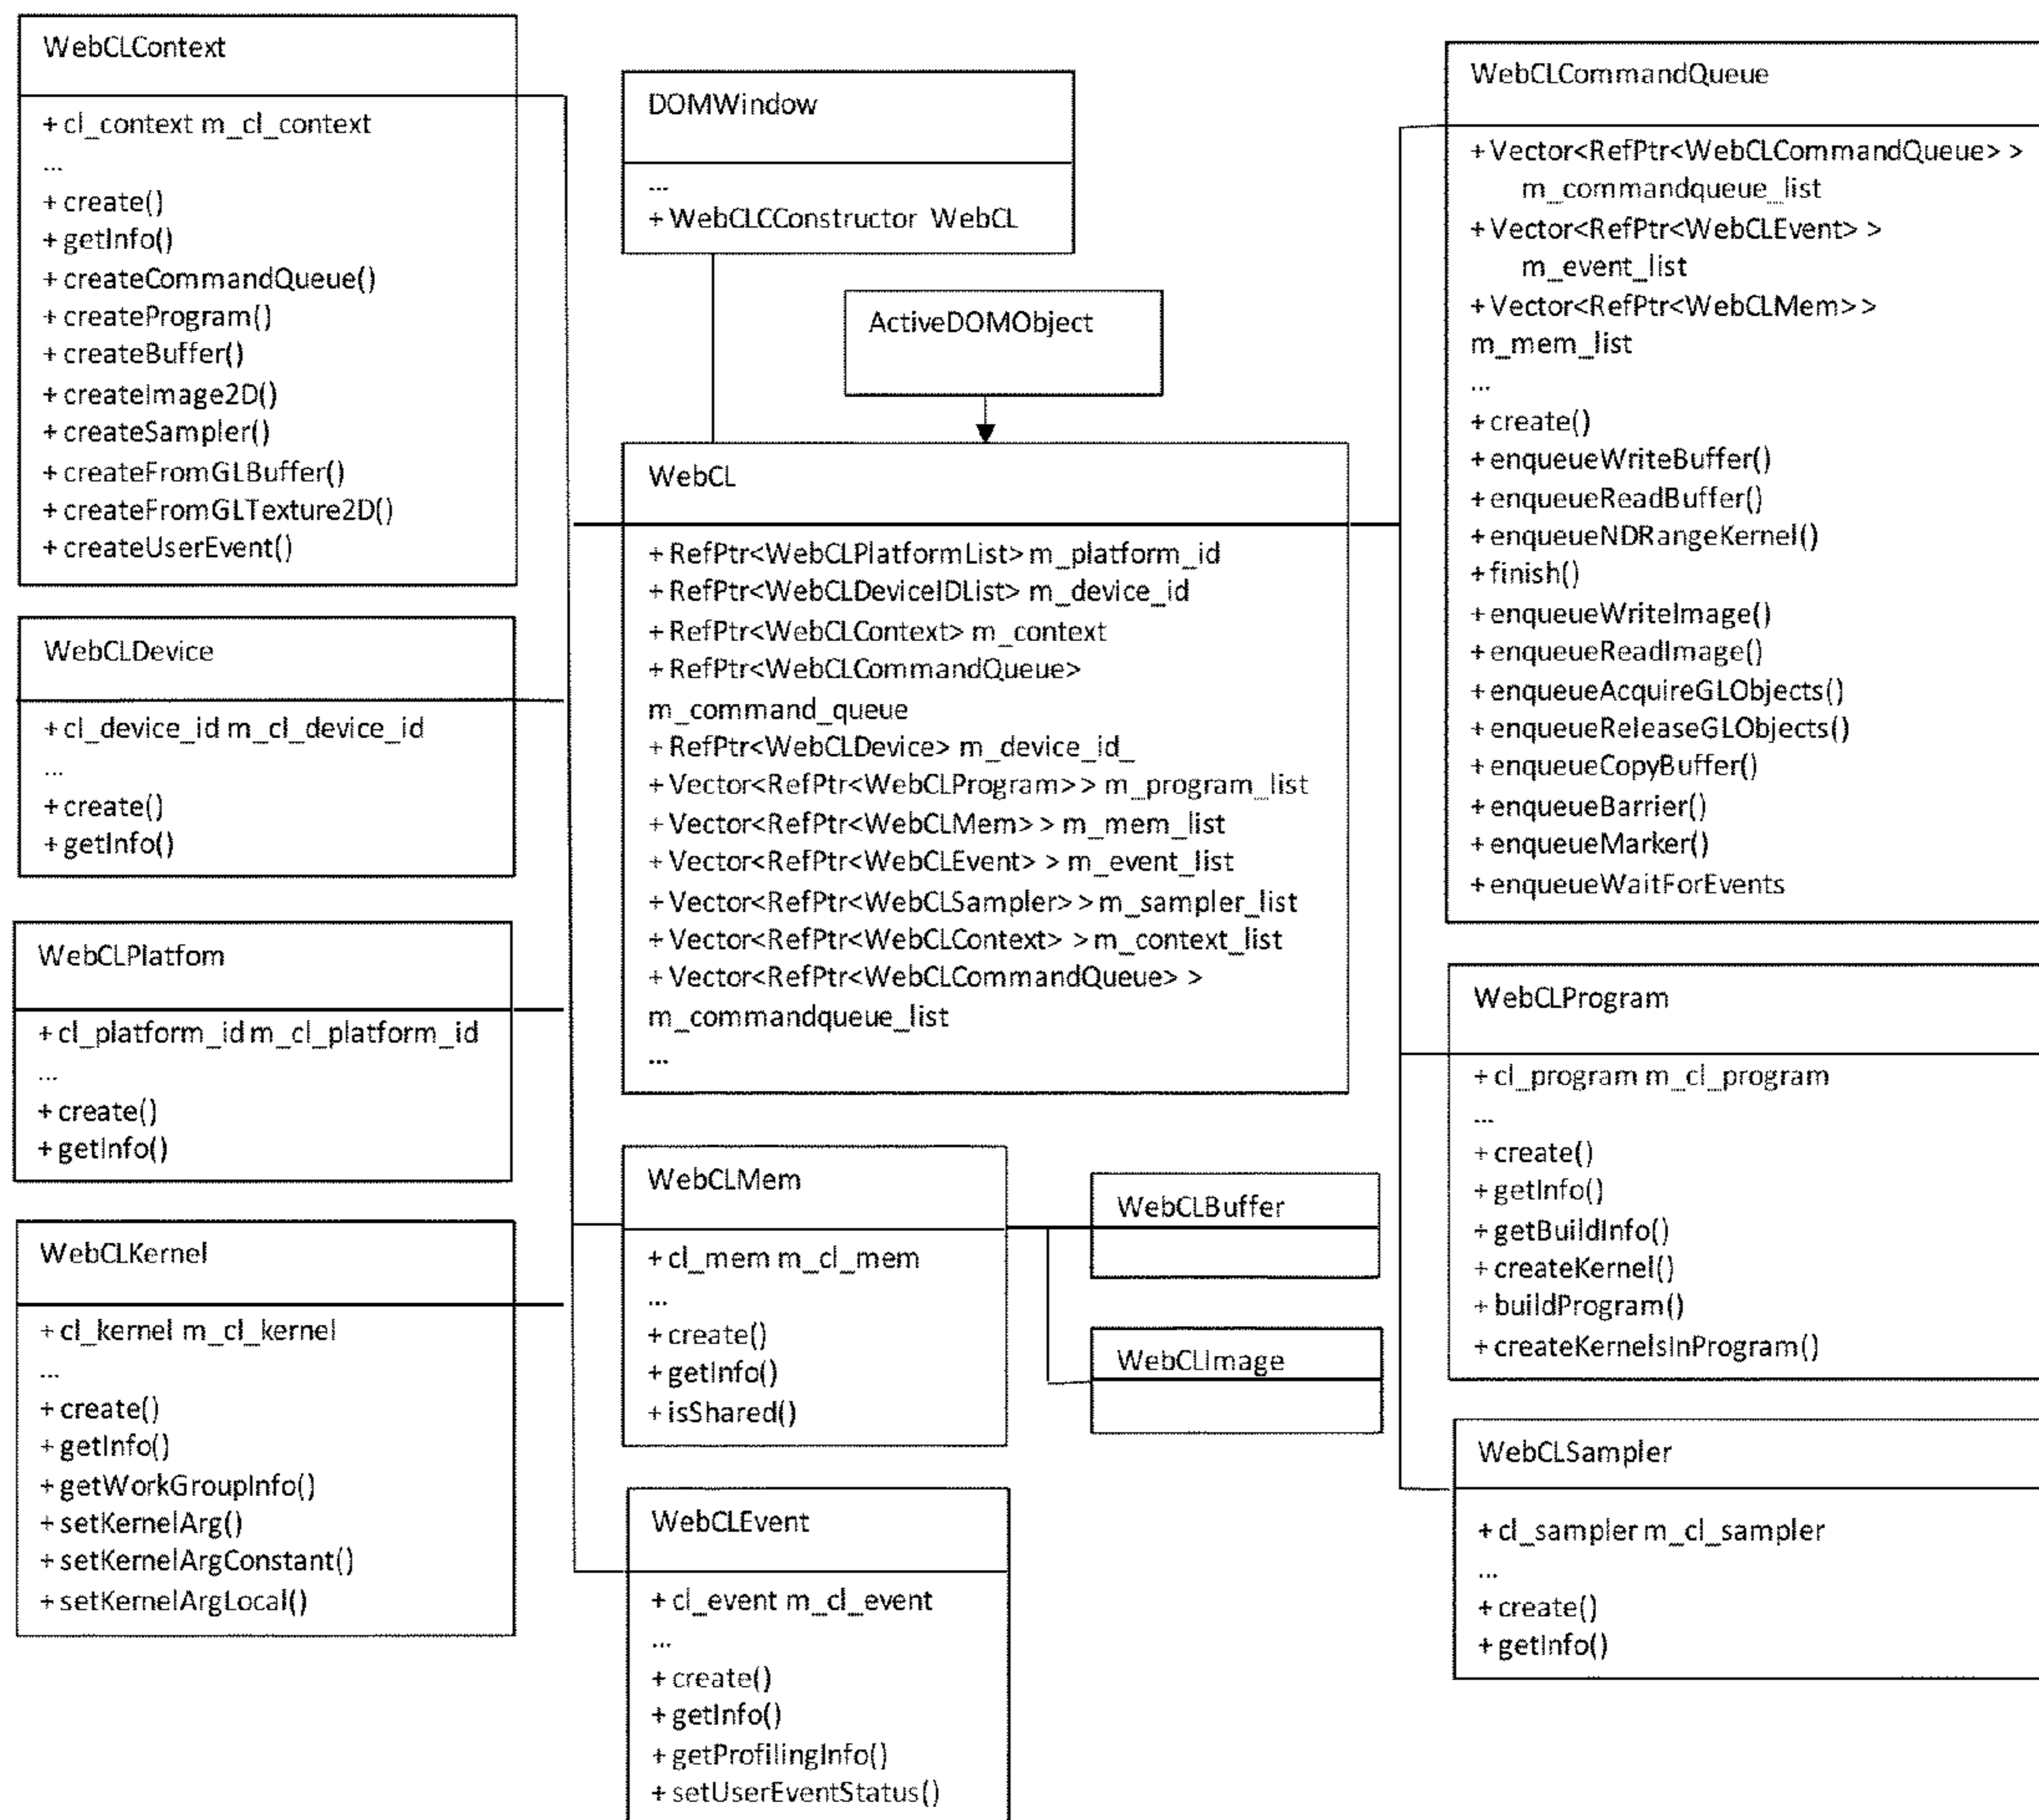 WebCLContext
+ cl_context m_cl_context
...
+ create()
+ getInfo()
+ createCommandQueue()
+ createProgram()
+ createBuffer()
+ createImage2D()
+ createSampler()
+ createFromGLBuffer()
+ createFromGLTexture2D()
+ createUserEvent()
WebCLDevice
+ cl_device_id m_cl_device_id
...
+ create()
+ getInfo()
WebCLPlatfom
+ cl_platform_id m_cl_platform_id
...
+ create()
+ getInfo()
WebCLKernel
+ cl_kernel m_cl_kernel
...
+ create()
+ getInfo()
+ getWorkGroupInfo()
+ setKernelArg()
+ setKernelArgConstant()
+ setKernelArgLocal()
DOMWindow
...
+ WebCLCConstructor WebCL
ActiveDOMObject
WebCL
+ RefPtr<WebCLPlatformList> m_platform_id
+ RefPtr<WebCLDeviceIDList> m_device_id
+ RefPtr<WebCLContext> m_context
+ RefPtr<WebCLCommandQueue>
m_command_queue
+ RefPtr<WebCLDevice> m_device_id_
+ Vector<RefPtr<WebCLProgram>> m_program_list
+ Vector<RefPtr<WebCLMem> > m_mem_list
+ Vector<RefPtr<WebCLEvent> > m_event_list
+ Vector<RefPtr<WebCLSampler> > m_sampler_list
+ Vector<RefPtr<WebCLContext> > m_context_list
+ Vector<RefPtr<WebCLCommandQueue> >
m_commandqueue_list
...
WebCLMem
+ cl_mem m_cl_mem
...
+ create()
+ getInfo()
+ isShared()
WebCLBuffer
WebCLImage
WebCLEvent
+ cl_event m_cl_event
...
+ create()
+ getInfo()
+ getProfilingInfo()
+ setUserEventStatus()
WebCLCommandQueue
+ Vector<RefPtr<WebCLCommandQueue> >
m_commandqueue_list
+ Vector<RefPtr<WebCLEvent> >
m_event_list
+ Vector<RefPtr<WebCLMem>>
m_mem_list
...
+ create()
+ enqueueWriteBuffer()
+ enqueueReadBuffer()
+ enqueueNDRangeKernel()
+ finish()
+ enqueueWriteImage()
+ enqueueReadImage()
+ enqueueAcquireGLObjects()
+ enqueueReleaseGLObjects()
+ enqueueCopyBuffer()
+ enqueueBarrier()
+ enqueueMarker()
+ enqueueWaitForEvents
WebCLProgram
+ cl_program m_cl_program
...
+ create()
+ getInfo()
+ getBuildInfo()
+ createKernel()
+ buildProgram()
+ createKernelsInProgram()
WebCLSampler
+ cl_sampler m_cl_sampler
...
+ create()
+ getInfo()